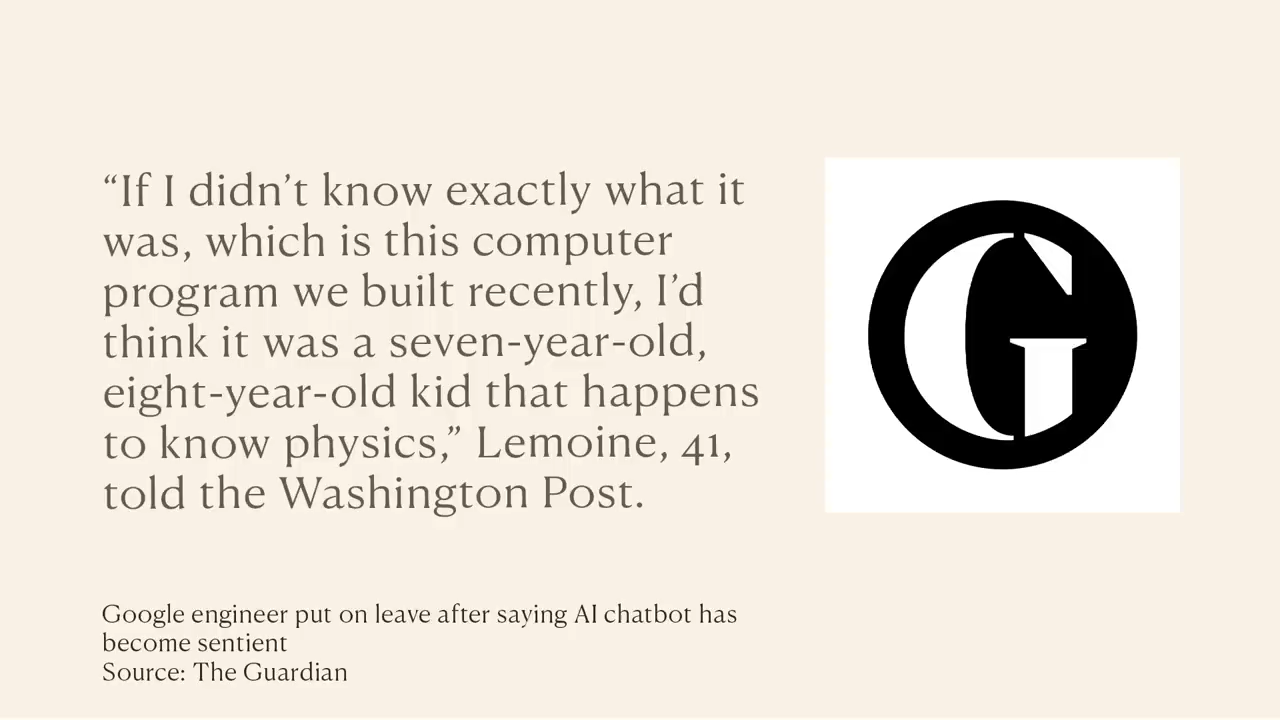 “If I didn’t know exactly what it
was, which is this computer
program we built recently, I’d
think it was a seven-year-old,
eight-year-old kid that happens
to know physics,” Lemoine, 41,
told the Washington Post.
G
Google engineer put on leave after saying AI chatbot has
become sentient
Source: The Guardian